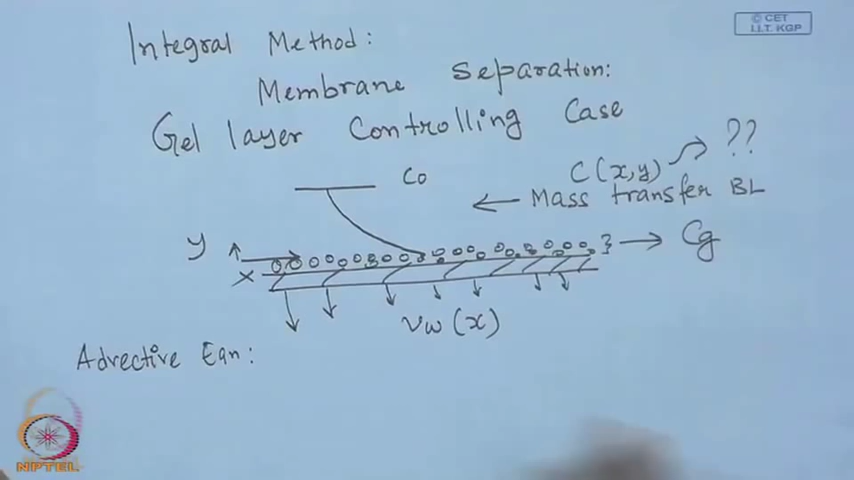 © CET
I.I.T. KGP
Integral Method:
Membrane Separation:
Gel layer Controlling Case
C(x,y) ??
Co
Mass transfer BL
y
x
Cg
vw (x)
Advective Eqn:
NPTEL